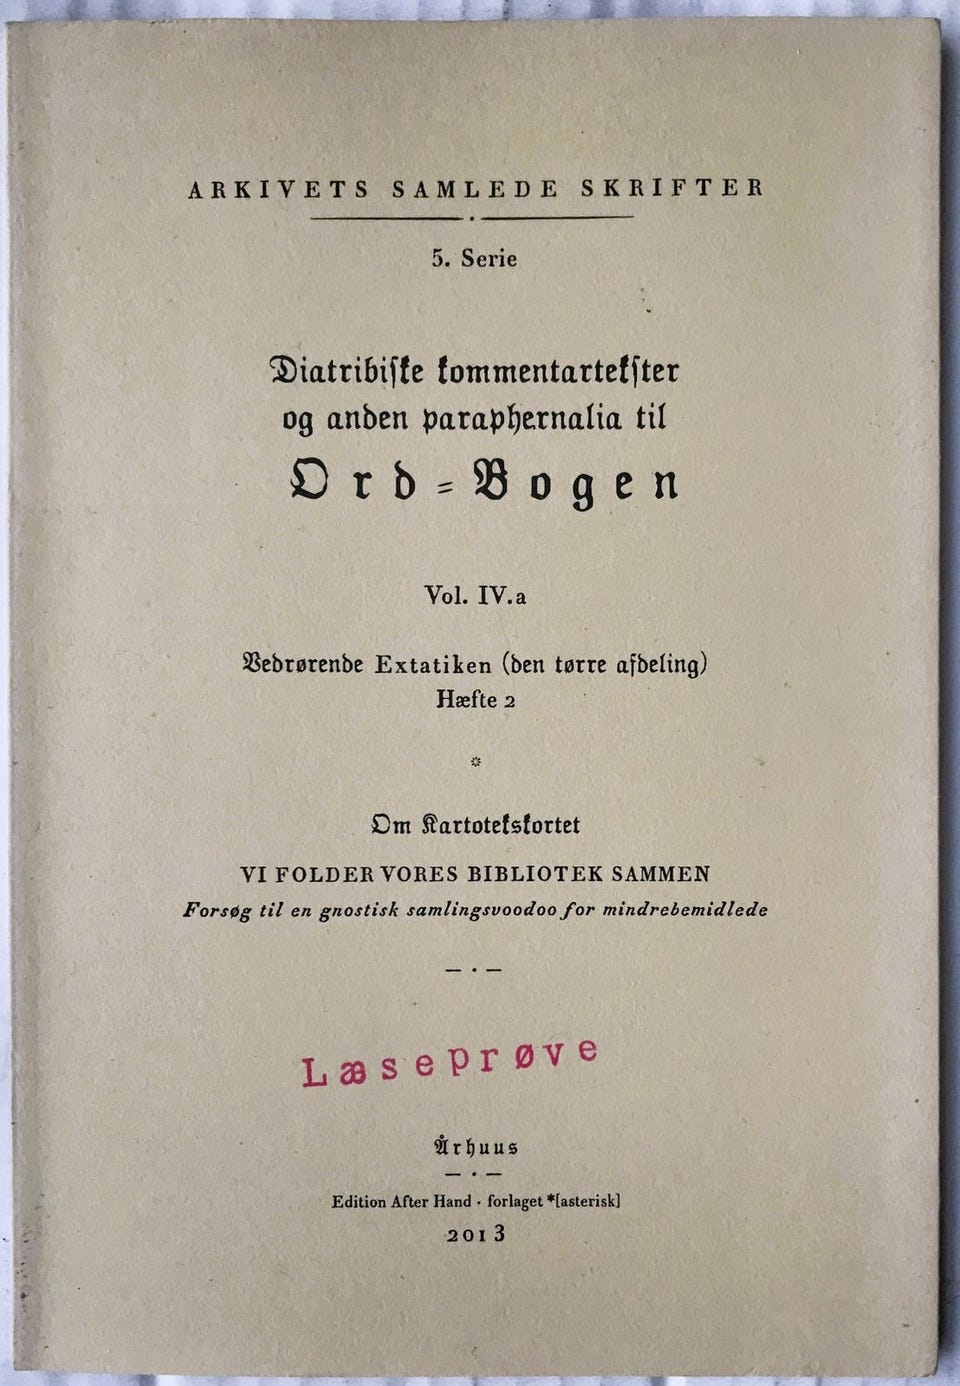 ARKIVETS SAMLEDE SKRIFTER
5. Serie
Diatribiſke kommentartekſter
og anden paraphernalia til
Ord=Bogen
Vol. IV.a
Vedrørende Extatiken (den tørre afdeling)
Hæfte 2
Om Kartotekskortet
VI FOLDER VORES BIBLIOTEK SAMMEN
Forsøg til en gnostisk samlingsvoodoo for mindrebemidlede
Læseprøve
Århuus
Edition After Hand · forlaget *[asterisk]
2013